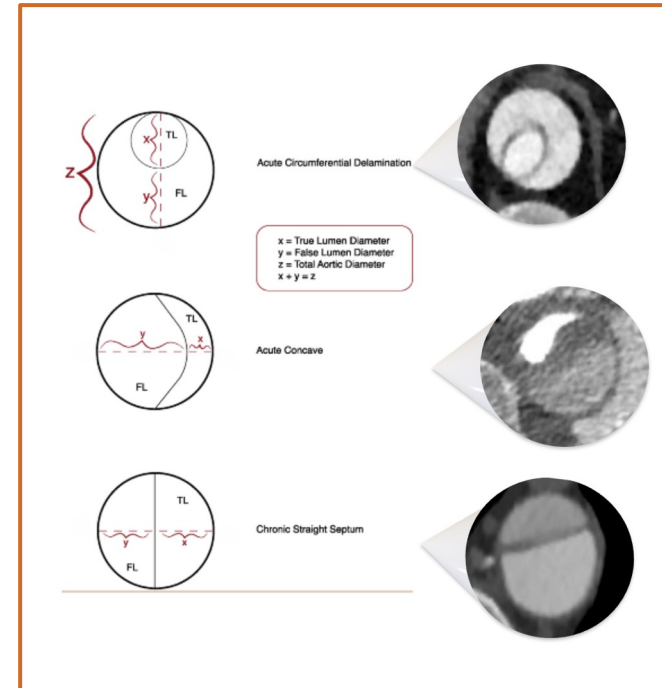 x
TL
Z
y
FL
Acute Circumferential Delamination
x = True Lumen Diameter
y = False Lumen Diameter
z = Total Aortic Diameter
x + y = z
y
TL
x
FL
Acute Concave
TL
y
x
FL
Chronic Straight Septum